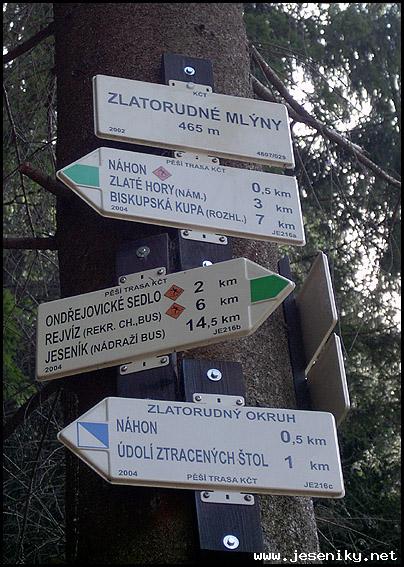 KČT
ZLATORUDNÉ MLÝNY
465 m
2002 4607/029
PĚŠÍ TRASA KČT
NÁHON 0,5 km
ZLATÉ HORY (NÁM.) 3 km
BISKUPSKÁ KUPA (ROZHL.) 7 km
2004 JE216a
PĚŠÍ TRASA KČT
ONDŘEJOVICKÉ SEDLO 2 km
REJVÍZ (REKR. CH., BUS) 6 km
JESENÍK (NÁDRAŽÍ BUS) 14,5 km
2004 JE216b
ZLATORUDNÝ OKRUH
NÁHON 0,5 km
ÚDOLÍ ZTRACENÝCH ŠTOL 1 km
2004 PĚŠÍ TRASA KČT JE216c
www.jeseniky.net